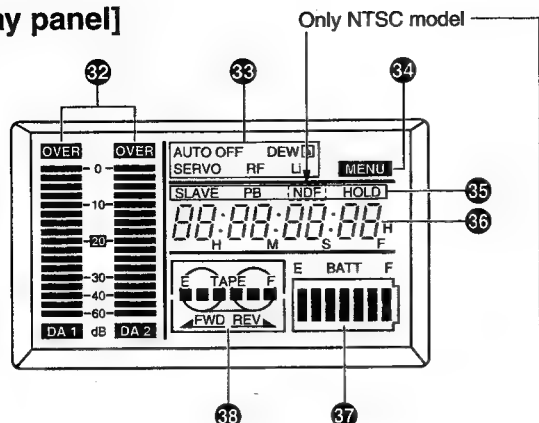 ay panel]
Only NTSC model
32 33 34
OVER OVER AUTO OFF DEW
SERVO RF Li MENU
0
SLAVE PB NDF HOLD 35
10
88:88:88:88 H 36
20
H M S F
30
E TAPE F E BATT F
40
60
FWD REV
DA 1 dB DA 2
38 37